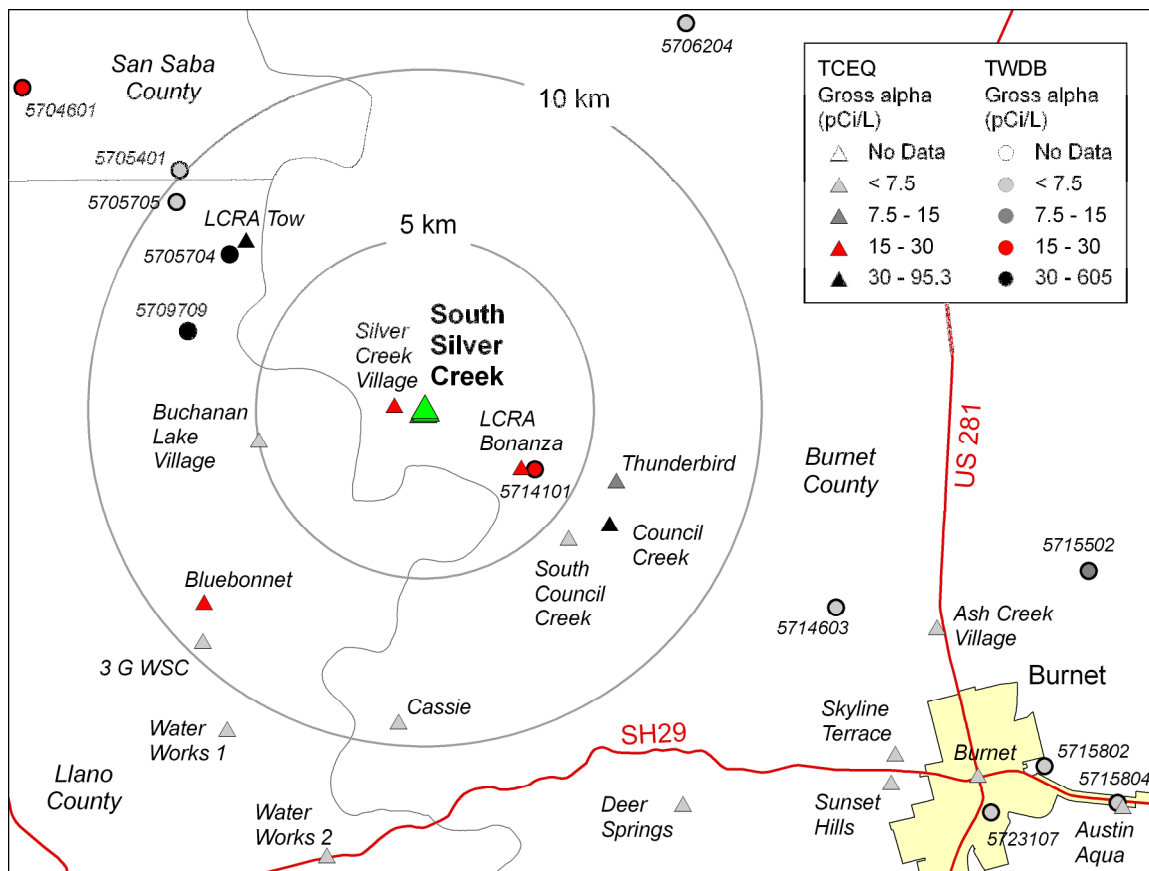 5706204
San Saba
County
10 km
5704601
5705401
5705705
LCRA Tow
5 km
5705704
5709709
TCEQ
Gross alpha
(pCi/L)
No Data
< 7.5
7.5 - 15
15 - 30
30 - 95.3
TWDB
Gross alpha
(pCi/L)
No Data
< 7.5
7.5 - 15
15 - 30
30 - 605
Silver
Creek
Village
South
Silver
Creek
Buchanan
Lake
Village
LCRA
Bonanza
5714101
Thunderbird
Burnet
County
US 281
Council
Creek
South
Council
Creek
5715502
Bluebonnet
5714603
Ash Creek
Village
3 G WSC
Burnet
Cassie
Water
Works 1
SH29
Skyline
Terrace
Burnet
5715802
5715804
Llano
County
Water
Works 2
Deer
Springs
Sunset
Hills
5723107
Austin
Aqua